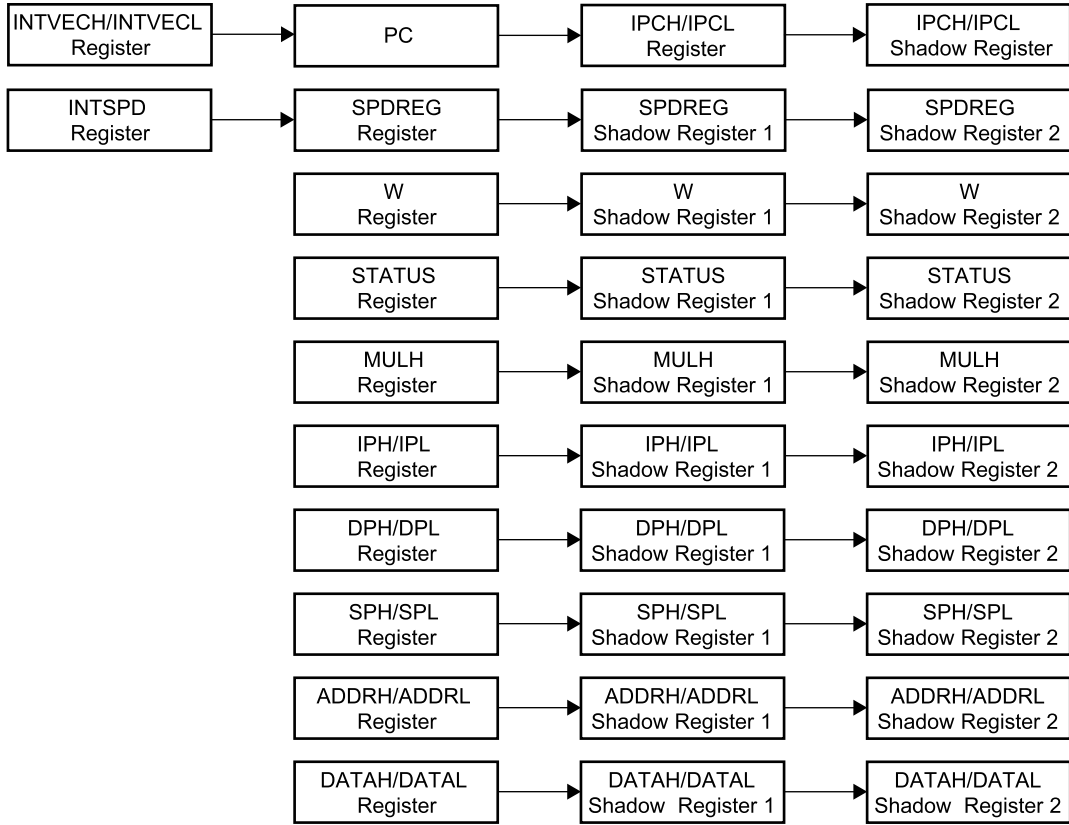 INTVECH/INTVECL
Register
PC
IPCH/IPCL
Register
IPCH/IPCL
Shadow Register
INTSPD
Register
SPDREG
Register
SPDREG
Shadow Register 1
SPDREG
Shadow Register 2
W
Register
W
Shadow Register 1
W
Shadow Register 2
STATUS
Register
STATUS
Shadow Register 1
STATUS
Shadow Register 2
MULH
Register
MULH
Shadow Register 1
MULH
Shadow Register 2
IPH/IPL
Register
IPH/IPL
Shadow Register 1
IPH/IPL
Shadow Register 2
DPH/DPL
Register
DPH/DPL
Shadow Register 1
DPH/DPL
Shadow Register 2
SPH/SPL
Register
SPH/SPL
Shadow Register 1
SPH/SPL
Shadow Register 2
ADDRH/ADDRL
Register
ADDRH/ADDRL
Shadow Register 1
ADDRH/ADDRL
Shadow Register 2
DATAH/DATAL
Register
DATAH/DATAL
Shadow Register 1
DATAH/DATAL
Shadow Register 2